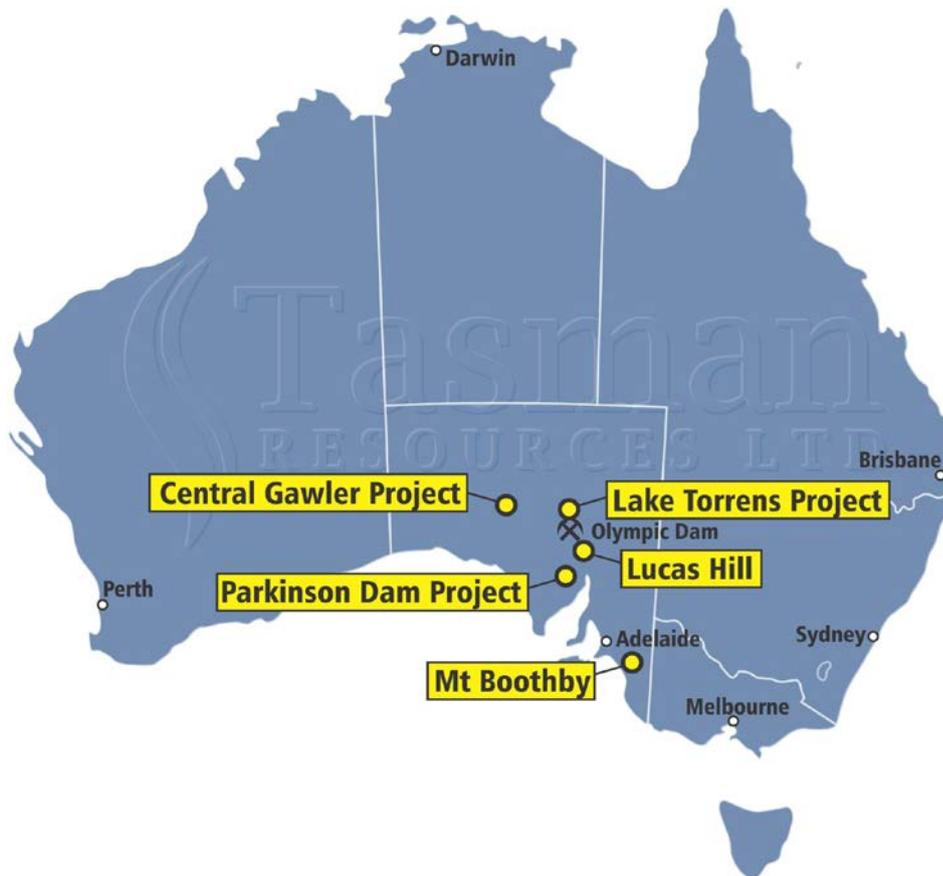 Darwin
Tasman
RESOURCES LTD
Brisbane
Central Gawler Project
Lake Torrens Project
Olympic Dam
Lucas Hill
Parkinson Dam Project
Perth
Adelaide
Sydney
Mt Boothby
Melbourne